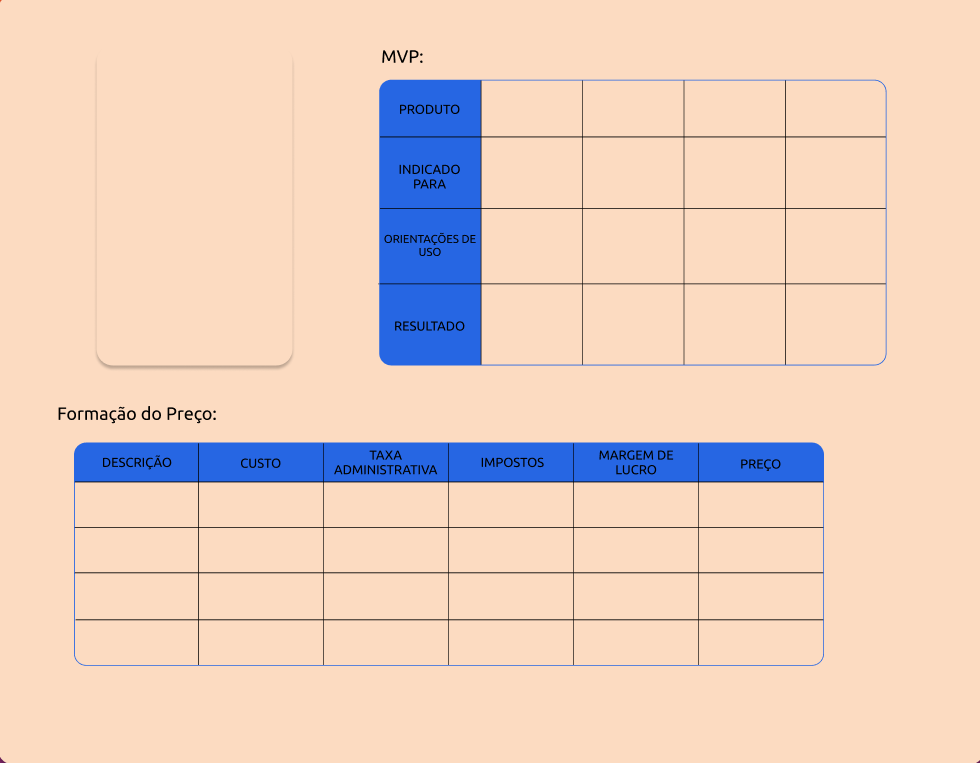 MVP:
PRODUTO
INDICADO
PARA
ORIENTAÇÕES DE
USO
RESULTADO
Formação do Preço:
DESCRIÇÃO
CUSTO
TAXA
ADMINISTRATIVA
IMPOSTOS
MARGEM DE
LUCRO
PREÇO